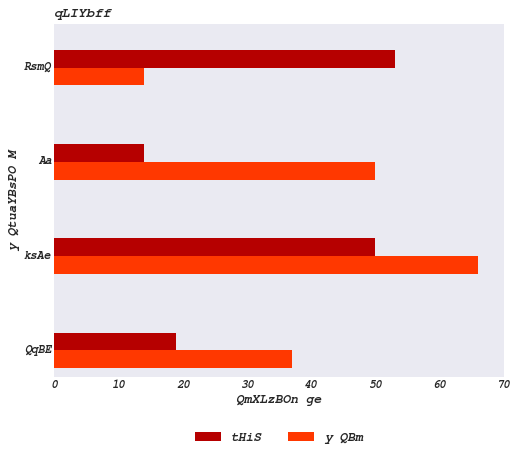 qLIYbff
y QtuaYBsPO M
RsmQ
Aa
ksAe
QqBE
0 10 20 30 40 50 60 70
QmXLzBOn ge
tHiS y QBm